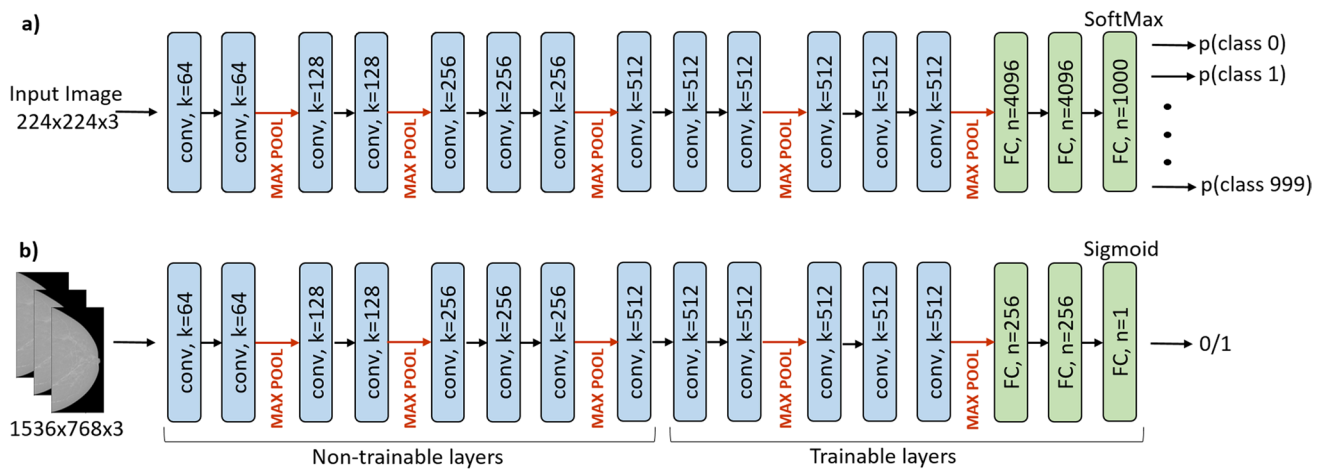 a)
SoftMax
Input Image
224x224x3
conv, k=64
conv, k=64
MAX POOL
conv, k=128
conv, k=128
MAX POOL
conv, k=256
conv, k=256
conv, k=256
MAX POOL
conv, k=512
conv, k=512
conv, k=512
MAX POOL
conv, k=512
conv, k=512
conv, k=512
MAX POOL
FC, n=4096
FC, n=4096
FC, n=1000
p(class 0)
p(class 1)
p(class 999)
b)
Sigmoid
1536x768x3
conv, k=64
conv, k=64
MAX POOL
conv, k=128
conv, k=128
MAX POOL
conv, k=256
conv, k=256
conv, k=256
MAX POOL
conv, k=512
conv, k=512
conv, k=512
MAX POOL
conv, k=512
conv, k=512
conv, k=512
MAX POOL
FC, n=256
FC, n=256
FC, n=1
0/1
Non-trainable layers
Trainable layers